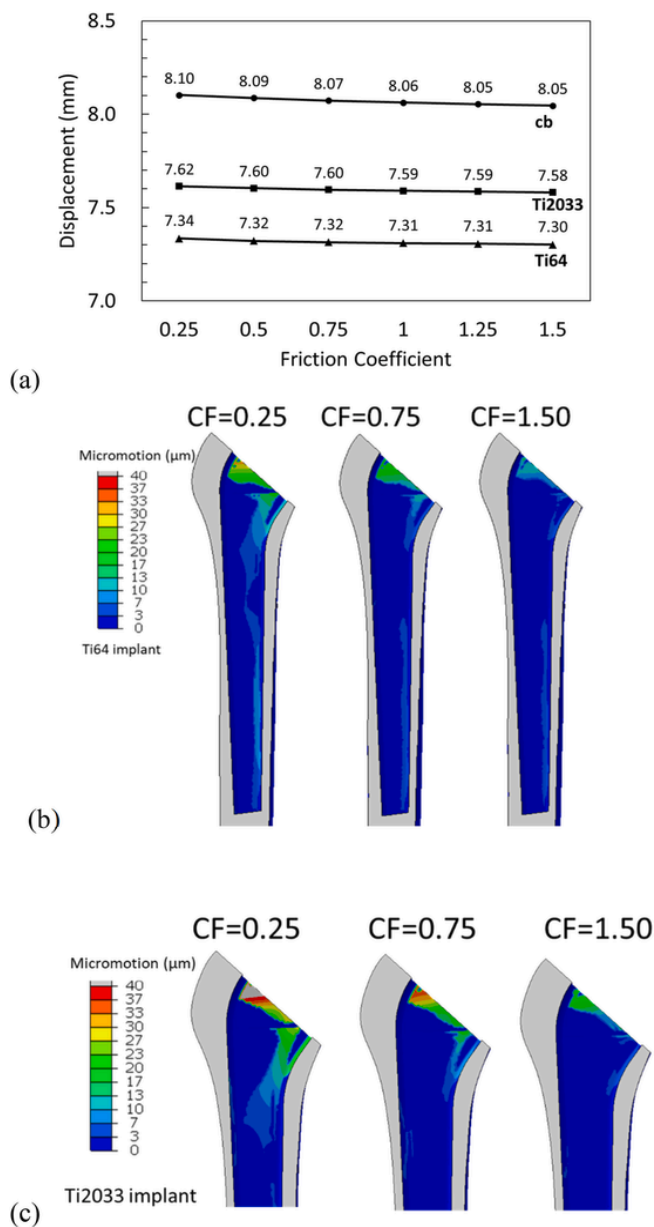 8.5
8.10 8.09 8.07 8.06 8.05 8.05
8.0
cb
Displacement (mm)
7.62 7.60 7.60 7.59 7.59 7.58
7.5
Ti2033
7.34 7.32 7.32 7.31 7.31 7.30
Ti64
7.0
0.25 0.5 0.75 1 1.25 1.5
Friction Coefficient
(a)
CF=0.25 CF=0.75 CF=1.50
Micromotion (μm)
40
37
33
30
27
23
20
17
13
10
7
3
0
Ti64 implant
(b)
CF=0.25 CF=0.75 CF=1.50
Micromotion (μm)
40
37
33
30
27
23
20
17
13
10
7
3
0
Ti2033 implant
(c)